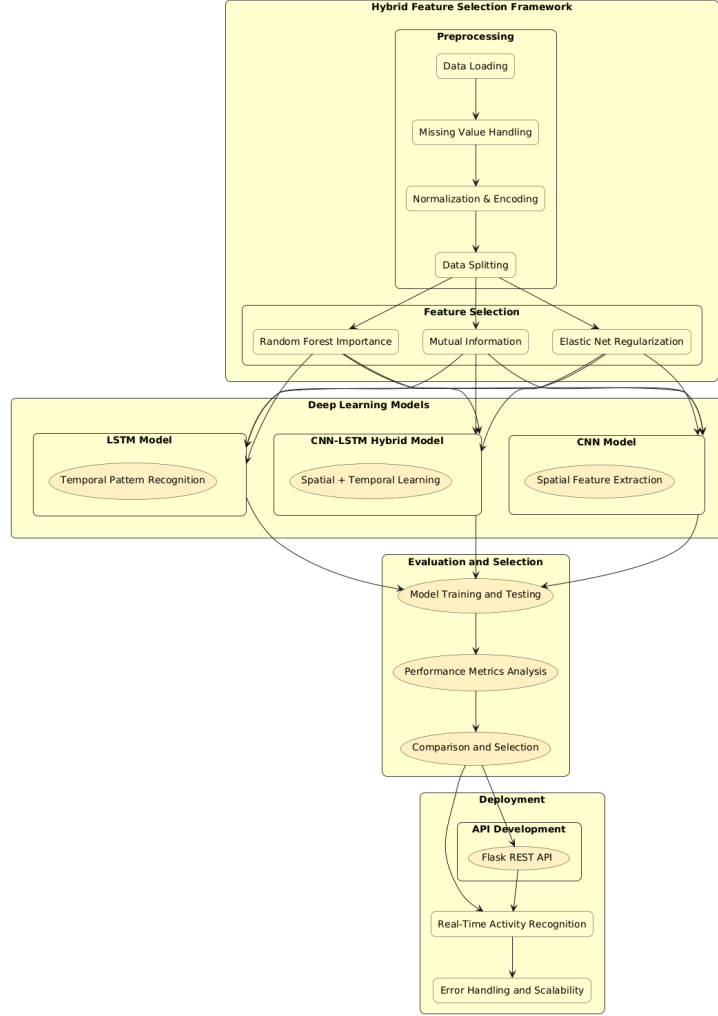 Hybrid Feature Selection Framework
Preprocessing
Data Loading
Missing Value Handling
Normalization & Encoding
Data Splitting
Feature Selection
Random Forest Importance
Mutual Information
Elastic Net Regularization
Deep Learning Models
LSTM Model
Temporal Pattern Recognition
CNN-LSTM Hybrid Model
Spatial + Temporal Learning
CNN Model
Spatial Feature Extraction
Evaluation and Selection
Model Training and Testing
Performance Metrics Analysis
Comparison and Selection
Deployment
API Development
Flask REST API
Real-Time Activity Recognition
Error Handling and Scalability